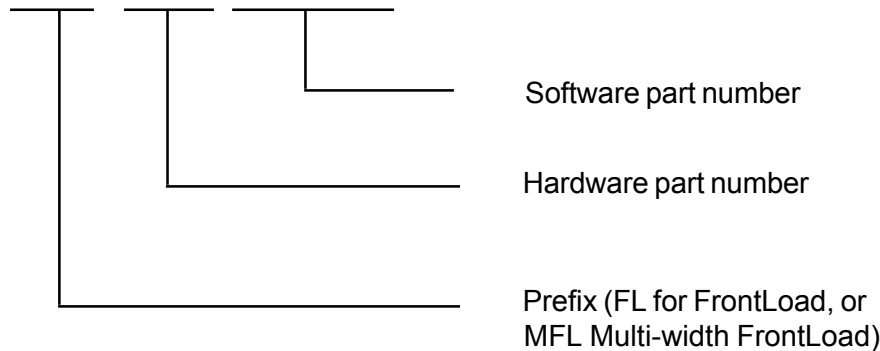 Software part number
Hardware part number
Prefix (FL for FrontLoad, or
MFL Multi-width FrontLoad)